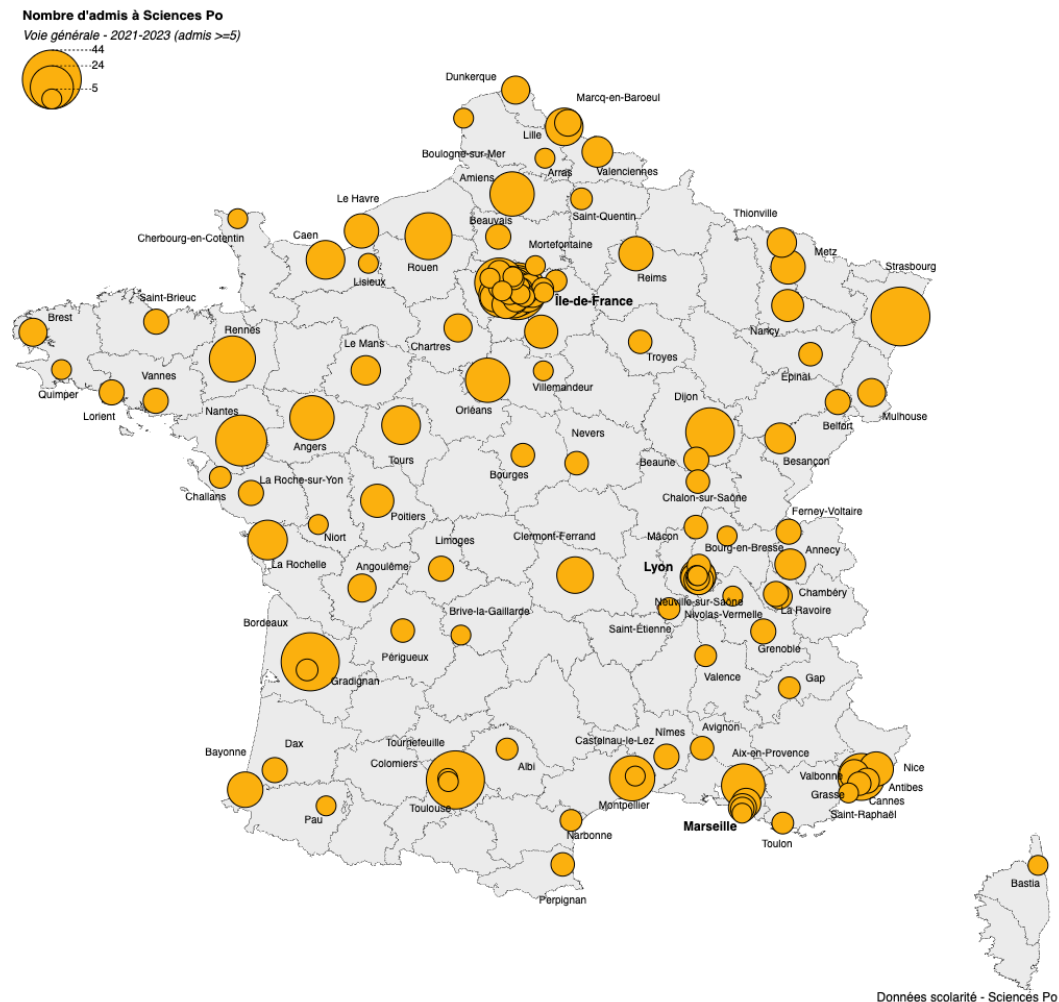 Nombre d'admis à Sciences Po
Voie générale - 2021-2023 (admis >=5)
44
24
5
Dunkerque
Marcq-en-Baroeul
Lille
Boulogne-sur-Mer
Arras
Valenciennes
Amiens
Le Havre
Saint-Quentin
Thionville
Beauvais
Cherbourg-en-Cotentin
Caen
Mortefontaine
Metz
Rouen
Strasbourg
Lisieux
Reims
Île-de-France
Saint-Brieuc
Brest
Rennes
Nancy
Le Mans
Chartres
Troyes
Quimper
Vannes
Épinal
Villemandeur
Lorient
Orléans
Dijon
Nantes
Mulhouse
Belfort
Nevers
Angers
Tours
Beaune
Besançon
Bourges
La Roche-sur-Yon
Challans
Chalon-sur-Saône
Ferney-Voltaire
Poitiers
Niort
Limoges
Clermont-Ferrand
Mâcon
Bourg-en-Bresse
Annecy
La Rochelle
Angoulême
Lyon
Chambéry
Neuville-sur-Saône
Brive-la-Gaillarde
La Ravoire
Nivolas-Vermelle
Bordeaux
Saint-Étienne
Grenoble
Périgueux
Gradignan
Valence
Gap
Avignon
Nîmes
Castelnau-le-Lez
Dax
Tournefeuille
Bayonne
Aix-en-Provence
Colomiers
Albi
Nice
Valbonne
Antibes
Grasse
Cannes
Toulouse
Montpellier
Saint-Raphaël
Pau
Marseille
Narbonne
Toulon
Bastia
Perpignan
Données scolarité - Sciences Po